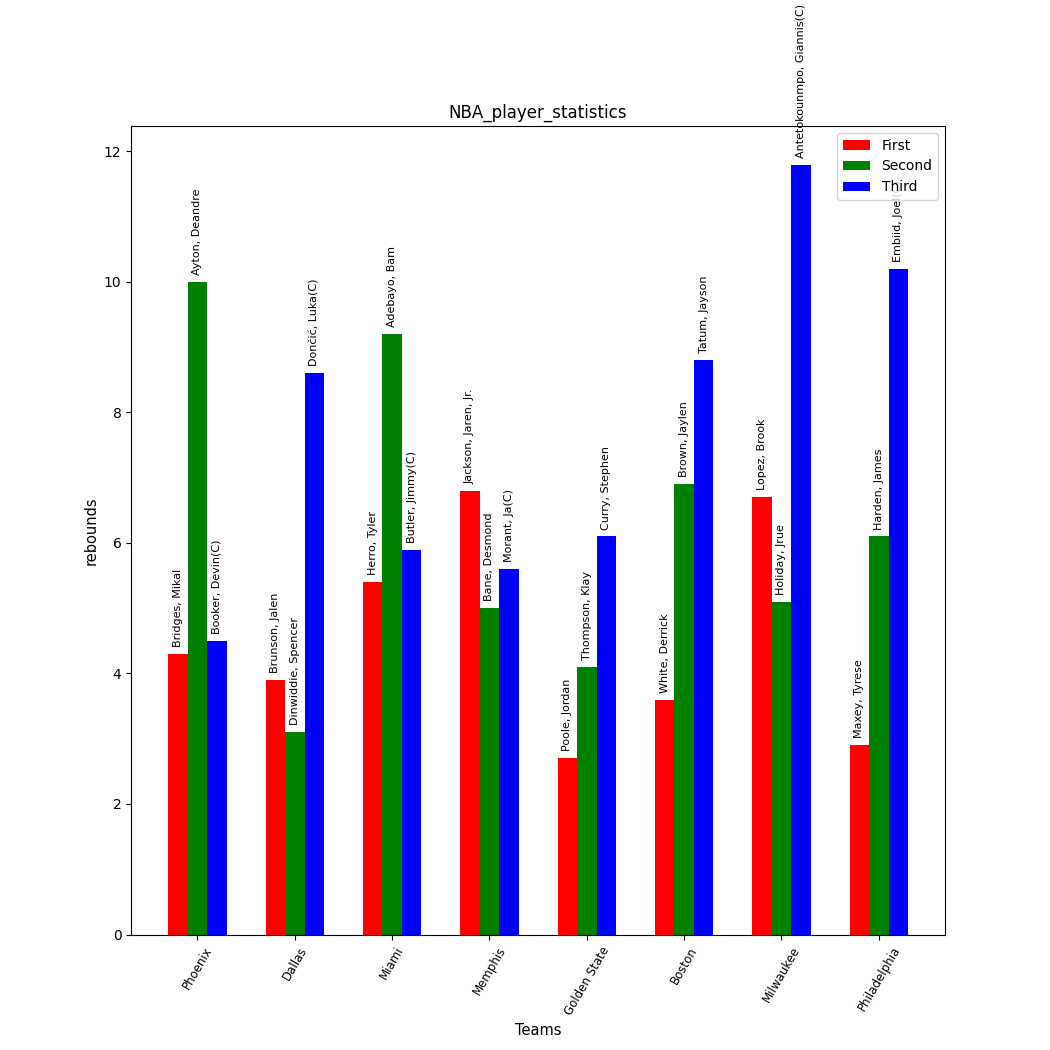 NBA_player_statistics
First
Second
Third
rebounds
12
10
8
6
4
2
0
Bridges, Mikal
Ayton, Deandre
Booker, Devin(C)
Brunson, Jalen
Dinwiddie, Spencer
Dončić, Luka(C)
Herro, Tyler
Adebayo, Bam
Butler, Jimmy(C)
Jackson, Jaren, Jr.
Bane, Desmond
Morant, Ja(C)
Poole, Jordan
Thompson, Klay
Curry, Stephen
White, Derrick
Brown, Jaylen
Tatum, Jayson
Lopez, Brook
Holiday, Jrue
Antetokounmpo, Giannis(C)
Maxey, Tyrese
Harden, James
Embiid,
Phoenix
Dallas
Miami
Memphis
Golden State
Boston
Milwaukee
Philadelphia
Teams